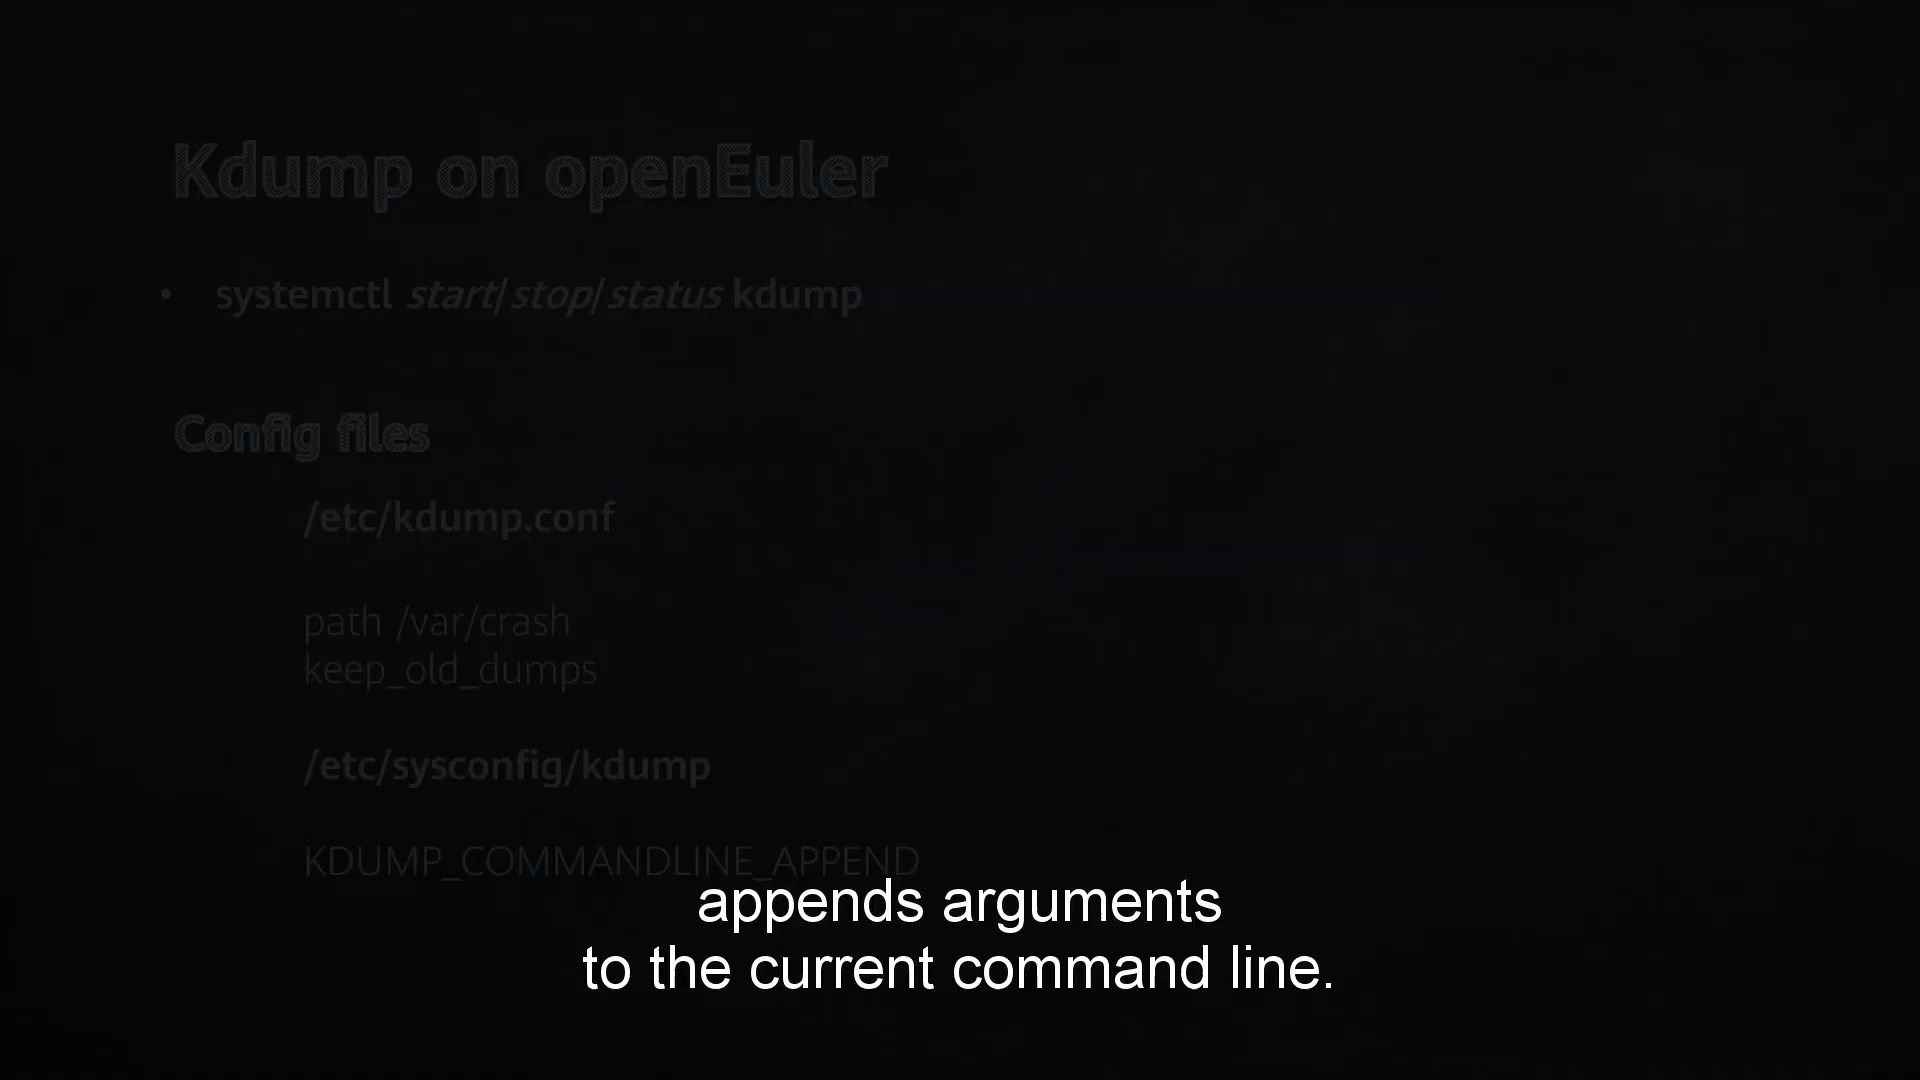 Kdump on openEuler
• systemctl start/stop/status kdump
Config files
/etc/kdump.conf
path /var/crash
keep_old_dumps
/etc/sysconfig/kdump
KDUMP_COMMANDLINE_APPEND
appends arguments
to the current command line.